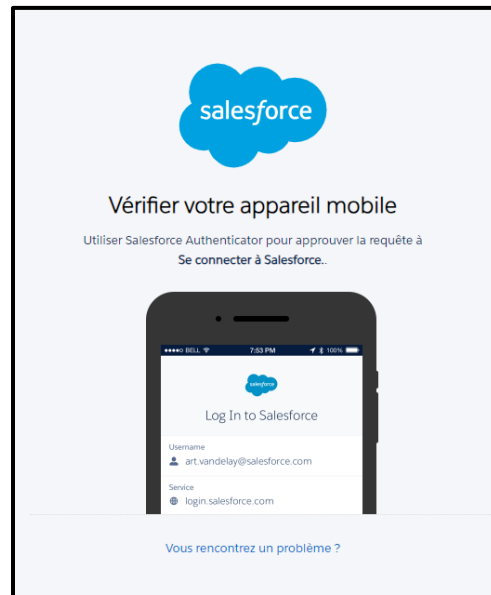 salesforce
Vérifier votre appareil mobile
Utiliser Salesforce Authenticator pour approuver la requête à
Se connecter à Salesforce..
BELL 7:53 PM 100%
salesforce
Log In to Salesforce
Username
art.vandelay@salesforce.com
Service
login.salesforce.com
Vous rencontrez un problème ?